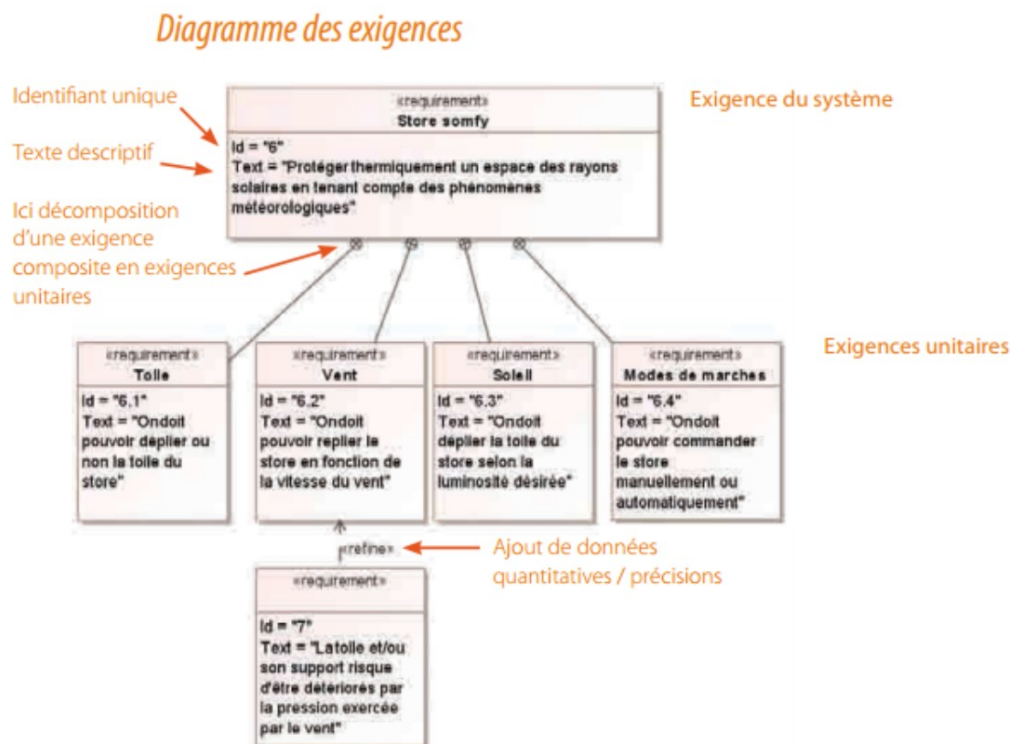 Diagramme des exigences
Identifiant unique
Texte descriptif
Ici décomposition
d'une exigence
composite en exigences
unitaires
«requirement»
Store somfy
Id = "6"
Text = "Protéger thermiquement un espace des rayons
solaires en tenant compte des phénomènes
météorologiques"
Exigence du système
«requirement»
Toile
Id = "6.1"
Text = "Ondoit
pouvoir déplier ou
non la toile du
store"
«requirement»
Vent
Id = "6.2"
Text = "Ondoit
pouvoir replier le
store en fonction de
la vitesse du vent"
«requirement»
Soleil
Id = "6.3"
Text = "Ondoit
déplier la toile du
store selon la
luminosité désirée"
«requirement»
Modes de marches
Id = "6.4"
Text = "Ondoit
pouvoir commander
le store
manuellement ou
automatiquement"
Exigences unitaires
«refine»
Ajout de données
quantitatives / précisions
«requirement»
Id = "7"
Text = "Latoile et/ou
son support risque
d'être détériorés par
la pression exercée
par le vent"